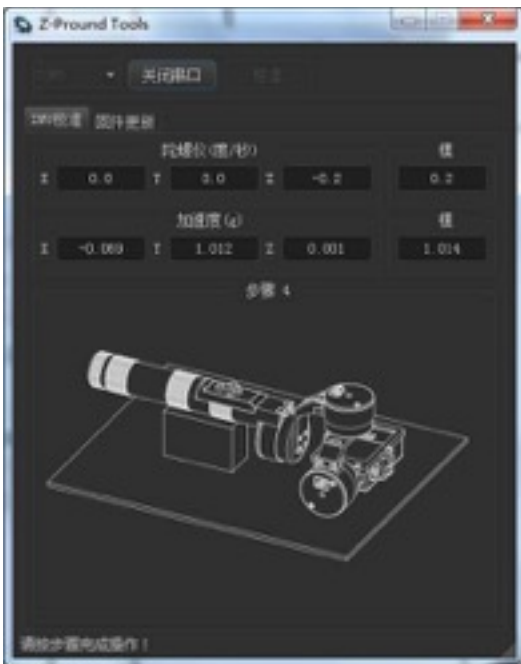 Z-Pround Tools
关闭串口
IMU校准 固件更新
陀螺仪(度/秒) 模
X 0.0 Y 0.0 Z -0.2 0.2
加速度(g) 模
X -0.069 Y 1.012 Z 0.001 1.014
步骤 4
请按步骤完成操作！